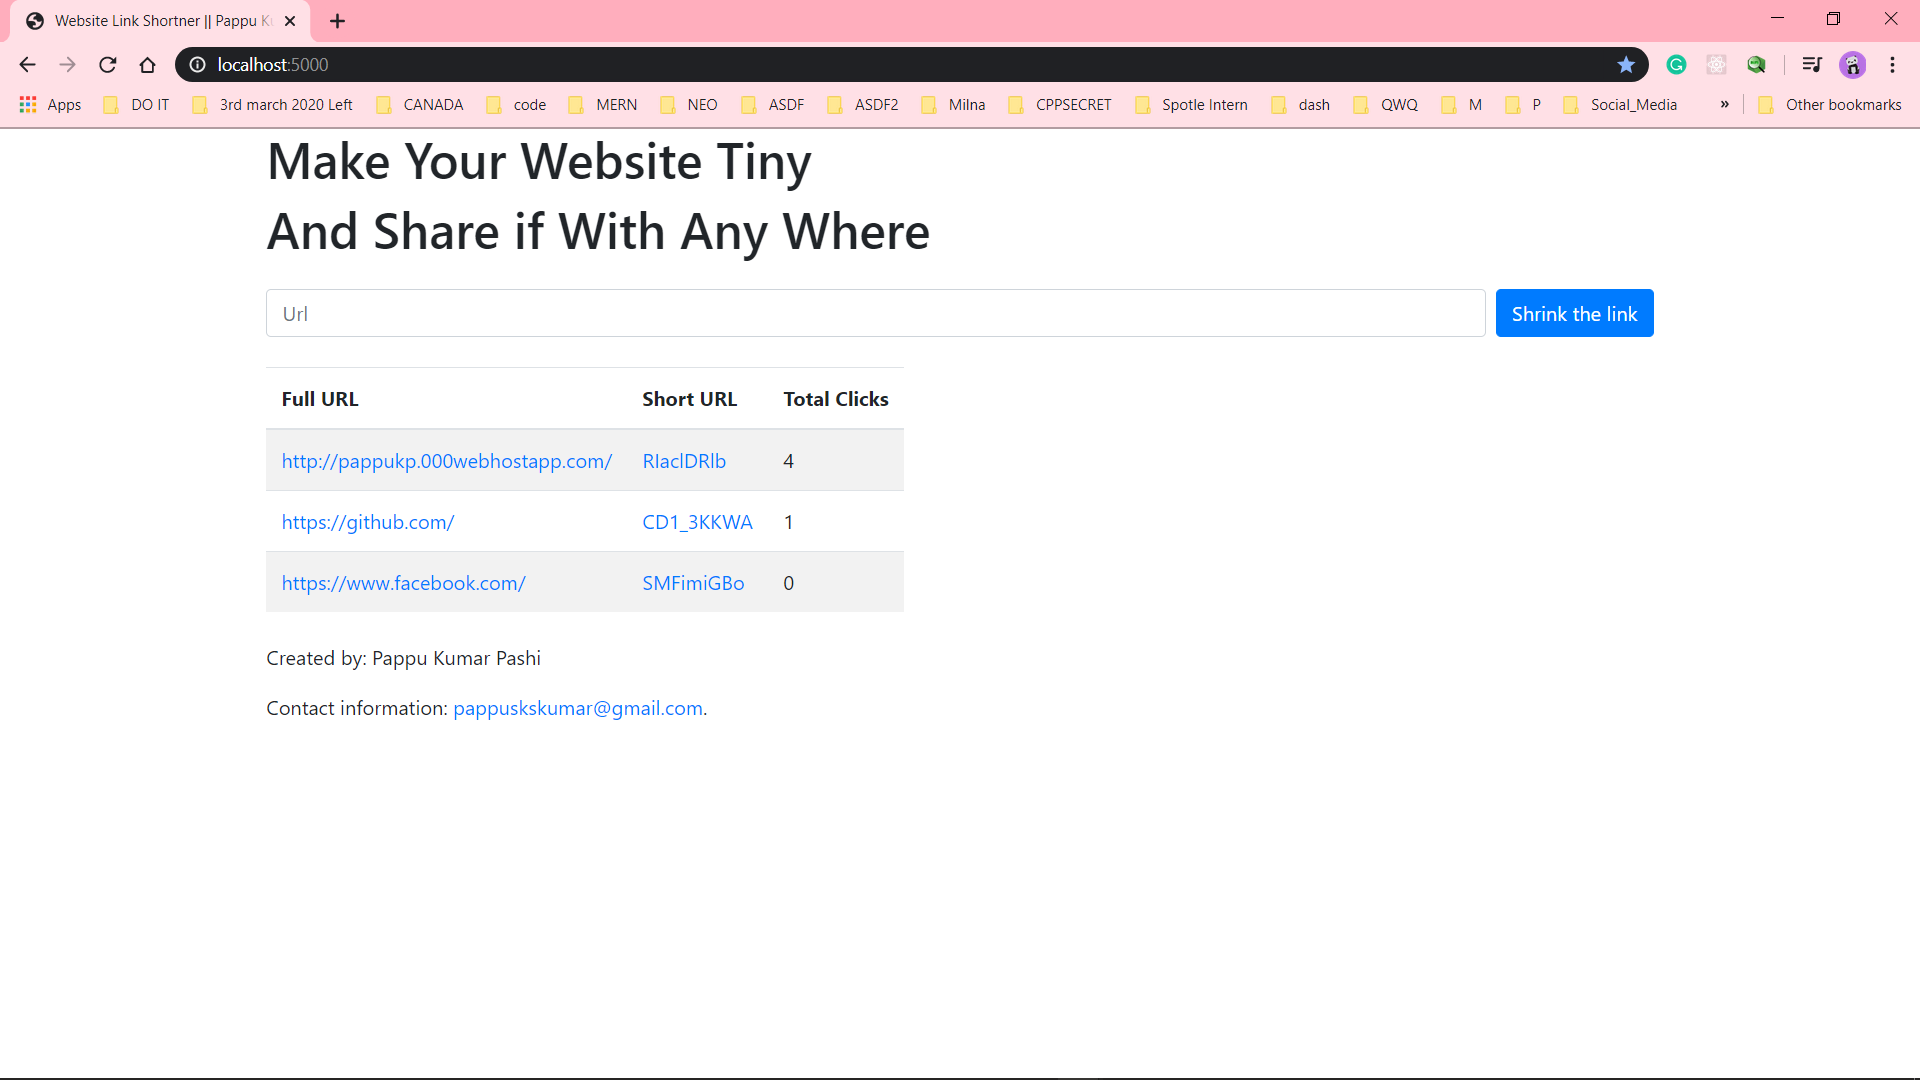 Website Link Shortner || Pappu K
localhost:5000
Apps DO IT 3rd march 2020 Left CANADA code MERN NEO ASDF ASDF2 Milna CPPSECRET Spotle Intern dash QWQ M P Social_Media » Other bookmarks
Make Your Website Tiny
And Share if With Any Where
Url Shrink the link
Full URL Short URL Total Clicks
http://pappukp.000webhostapp.com/ RIaclDRlb 4
https://github.com/ CD1_3KKWA 1
https://www.facebook.com/ SMFimiGBo 0
Created by: Pappu Kumar Pashi
Contact information: pappuskskumar@gmail.com.